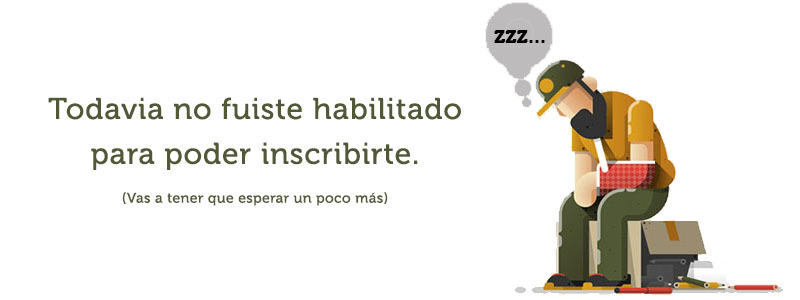 zzz...
Todavia no fuiste habilitado
para poder inscribirte.
(Vas a tener que esperar un poco más)